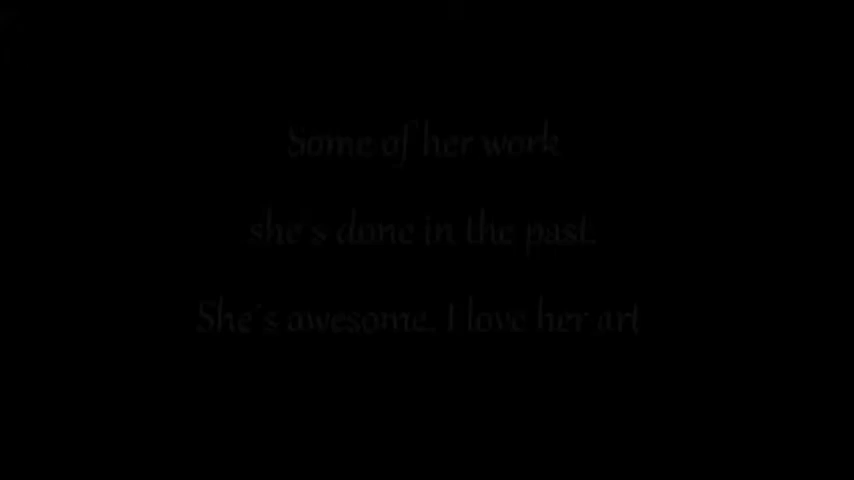 Some of her work
she's done in the past.
She's awesome. I love her art